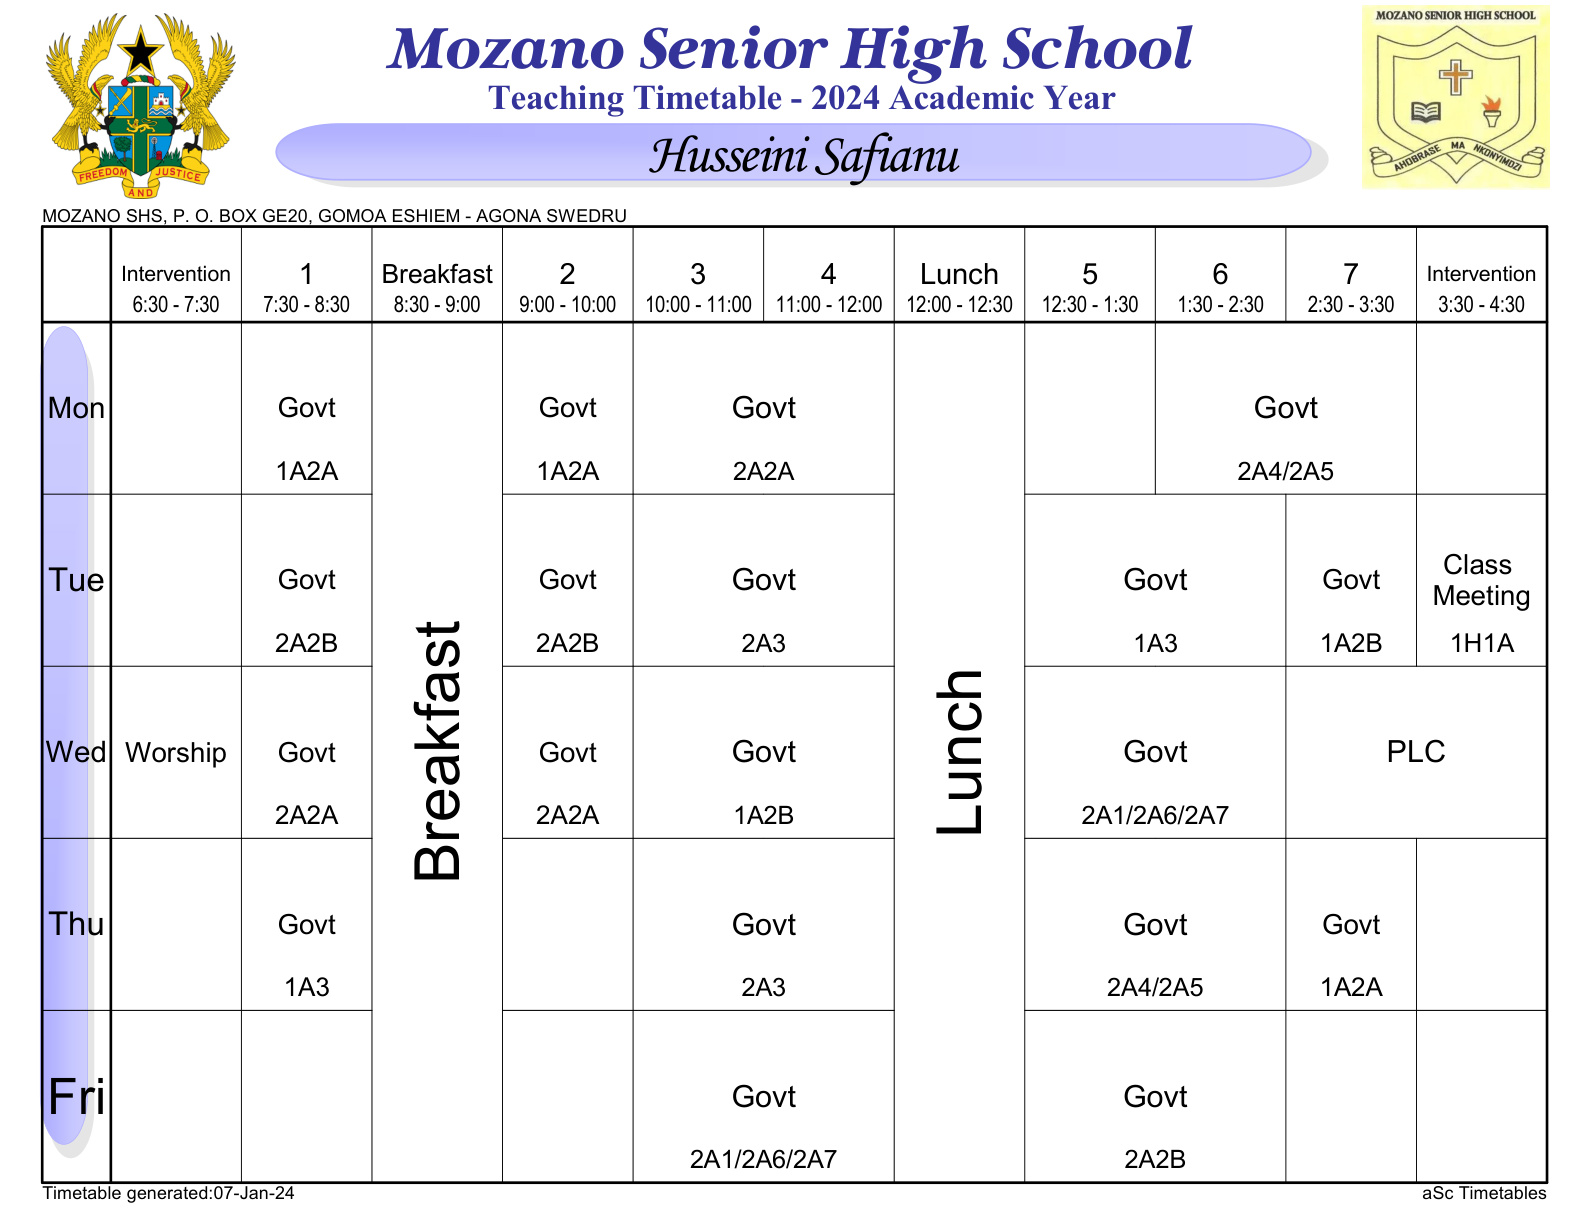 Mozano Senior High School
Teaching Timetable - 2024 Academic Year
Husseini Safianu
FREEDOM AND JUSTICE
MOZANO SENIOR HIGH SCHOOL
AHOBRASE MA NKONYIMDZI
MOZANO SHS, P. O. BOX GE20, GOMOA ESHIEM - AGONA SWEDRU
Intervention 1 Breakfast 2 3 4 Lunch 5 6 7 Intervention
6:30 - 7:30 7:30 - 8:30 8:30 - 9:00 9:00 - 10:00 10:00 - 11:00 11:00 - 12:00 12:00 - 12:30 12:30 - 1:30 1:30 - 2:30 2:30 - 3:30 3:30 - 4:30
Mon Govt Govt Govt Govt
1A2A 1A2A 2A2A 2A4/2A5
Tue Govt Govt Govt Govt Govt Class Meeting
2A2B 2A2B 2A3 1A3 1A2B 1H1A
Breakfast
Lunch
Wed Worship Govt Govt Govt Govt PLC
2A2A 2A2A 1A2B 2A1/2A6/2A7
Thu Govt Govt Govt Govt
1A3 2A3 2A4/2A5 1A2A
Fri Govt Govt
2A1/2A6/2A7 2A2B
Timetable generated:07-Jan-24 aSc Timetables